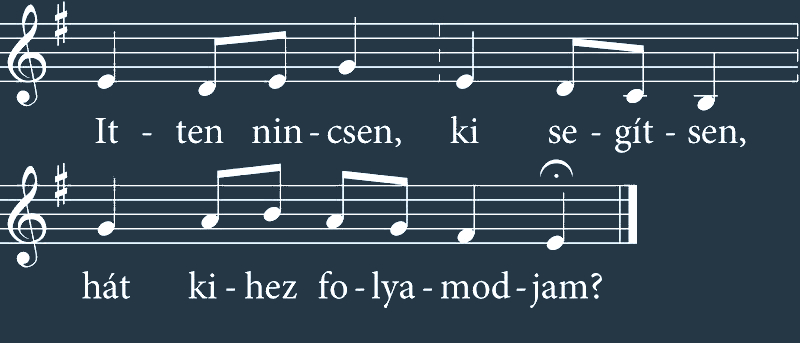 It - ten nin - csen, ki se - gít - sen,
hát ki - hez fo - lya - mod - jam?